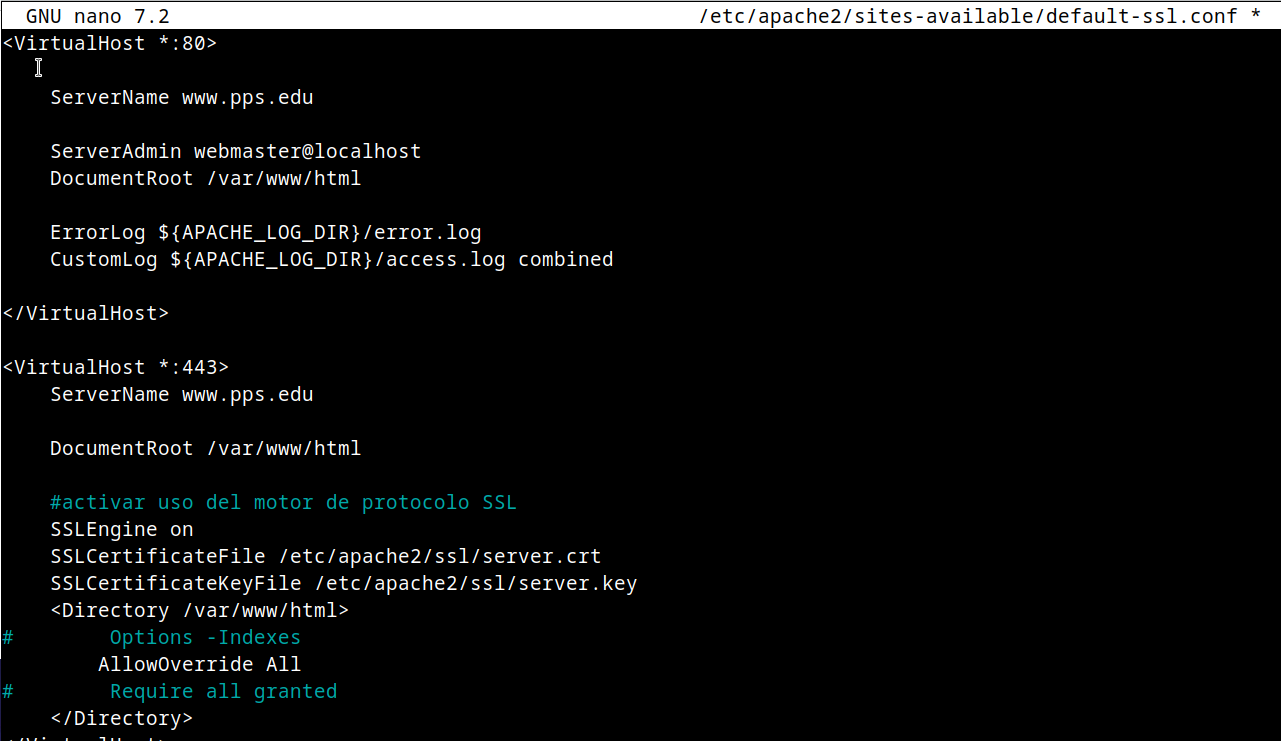 GNU nano 7.2 /etc/apache2/sites-available/default-ssl.conf *
<VirtualHost *:80>
ServerName www.pps.edu
ServerAdmin webmaster@localhost
DocumentRoot /var/www/html
ErrorLog ${APACHE_LOG_DIR}/error.log
CustomLog ${APACHE_LOG_DIR}/access.log combined
</VirtualHost>
<VirtualHost *:443>
ServerName www.pps.edu
DocumentRoot /var/www/html
#activar uso del motor de protocolo SSL
SSLEngine on
SSLCertificateFile /etc/apache2/ssl/server.crt
SSLCertificateKeyFile /etc/apache2/ssl/server.key
<Directory /var/www/html>
# Options -Indexes
AllowOverride All
# Require all granted
</Directory>